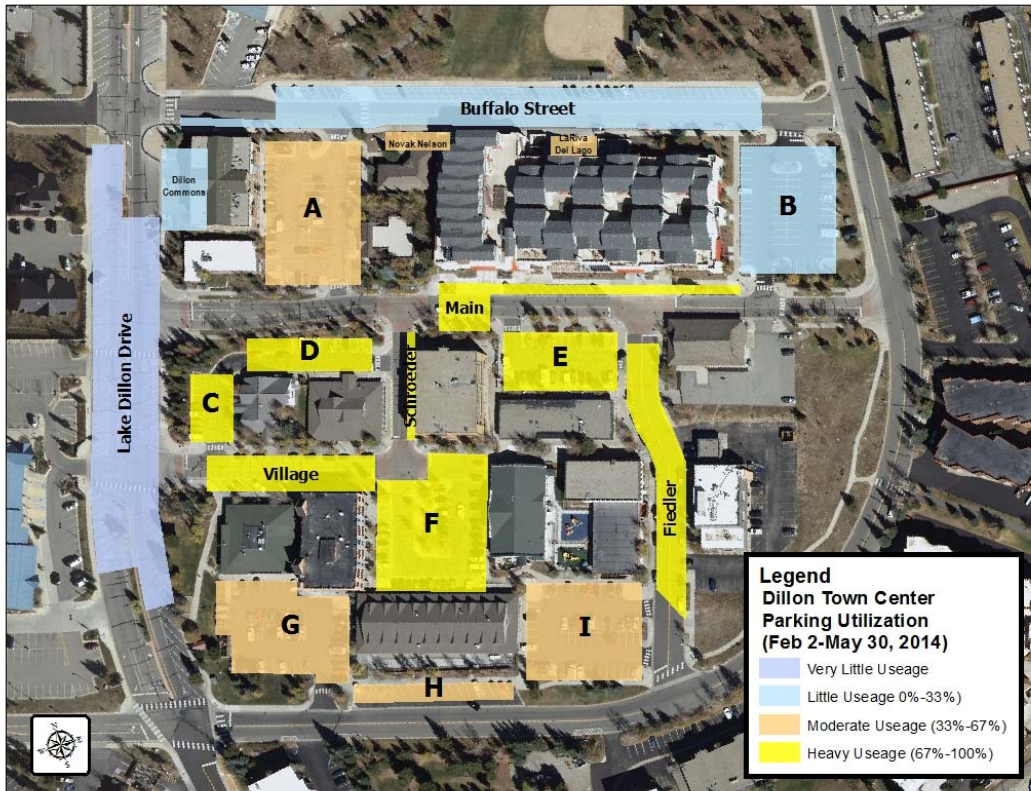 Buffalo Street
Novak Nelson
LaRiva
Del Lago
Dillon
Commons
A
B
Lake Dillon Drive
Main
D
Schroeder
E
C
Village
F
Fiedler
G
I
H
Legend
Dillon Town Center
Parking Utilization
(Feb 2-May 30, 2014)
Very Little Useage
Little Useage 0%-33%)
Moderate Useage (33%-67%)
Heavy Useage (67%-100%)